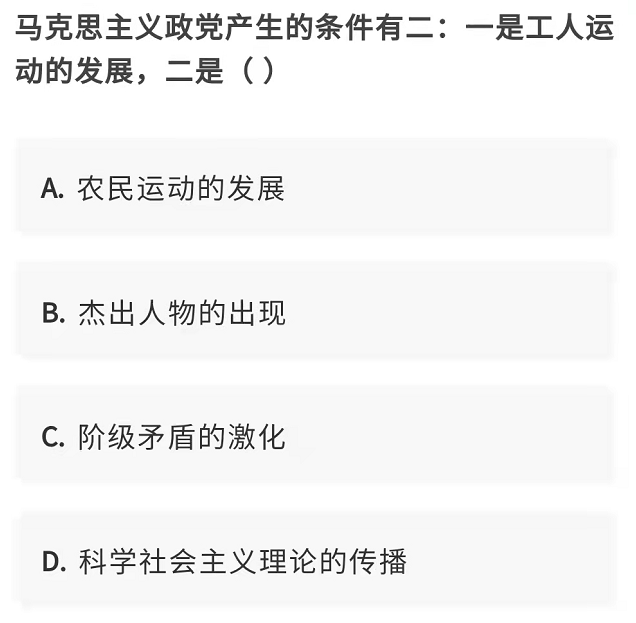 马克思主义政党产生的条件有二：一是工人运
动的发展，二是（ ）
A. 农民运动的发展
B. 杰出人物的出现
C. 阶级矛盾的激化
D. 科学社会主义理论的传播